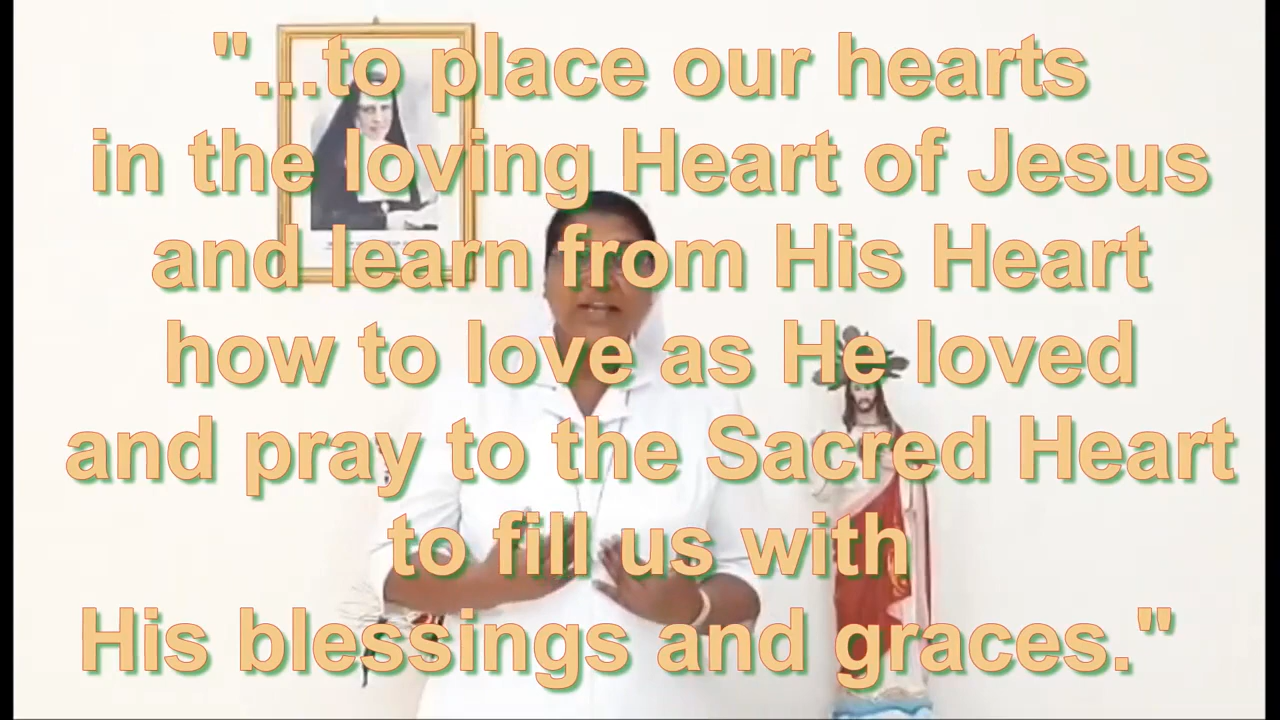 "...to place our hearts
in the loving Heart of Jesus
and learn from His Heart
how to love as He loved
and pray to the Sacred Heart
to fill us with
His blessings and graces."